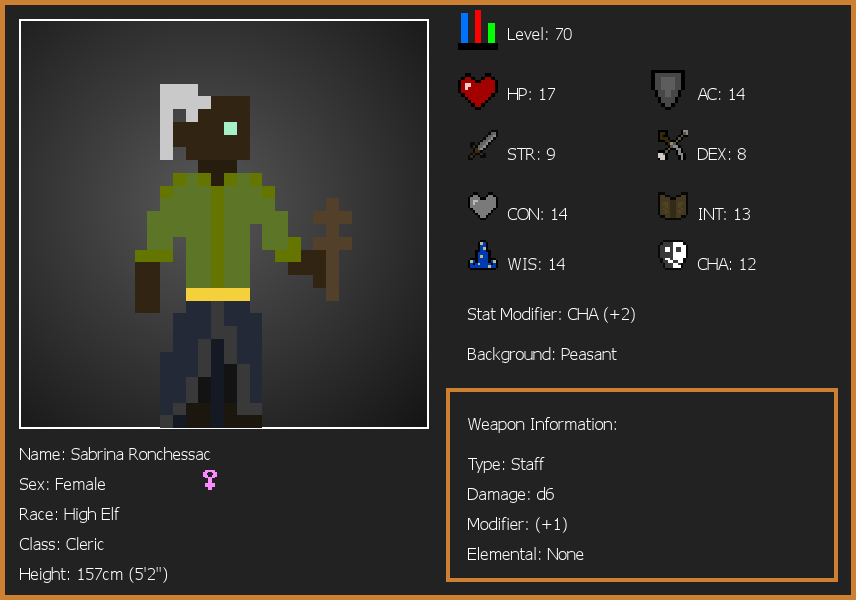 Level: 70
HP: 17
AC: 14
STR: 9
DEX: 8
CON: 14
INT: 13
WIS: 14
CHA: 12
Stat Modifier: CHA (+2)
Background: Peasant
Weapon Information:
Type: Staff
Damage: d6
Modifier: (+1)
Elemental: None
Name: Sabrina Ronchessac
Sex: Female
Race: High Elf
Class: Cleric
Height: 157cm (5'2")